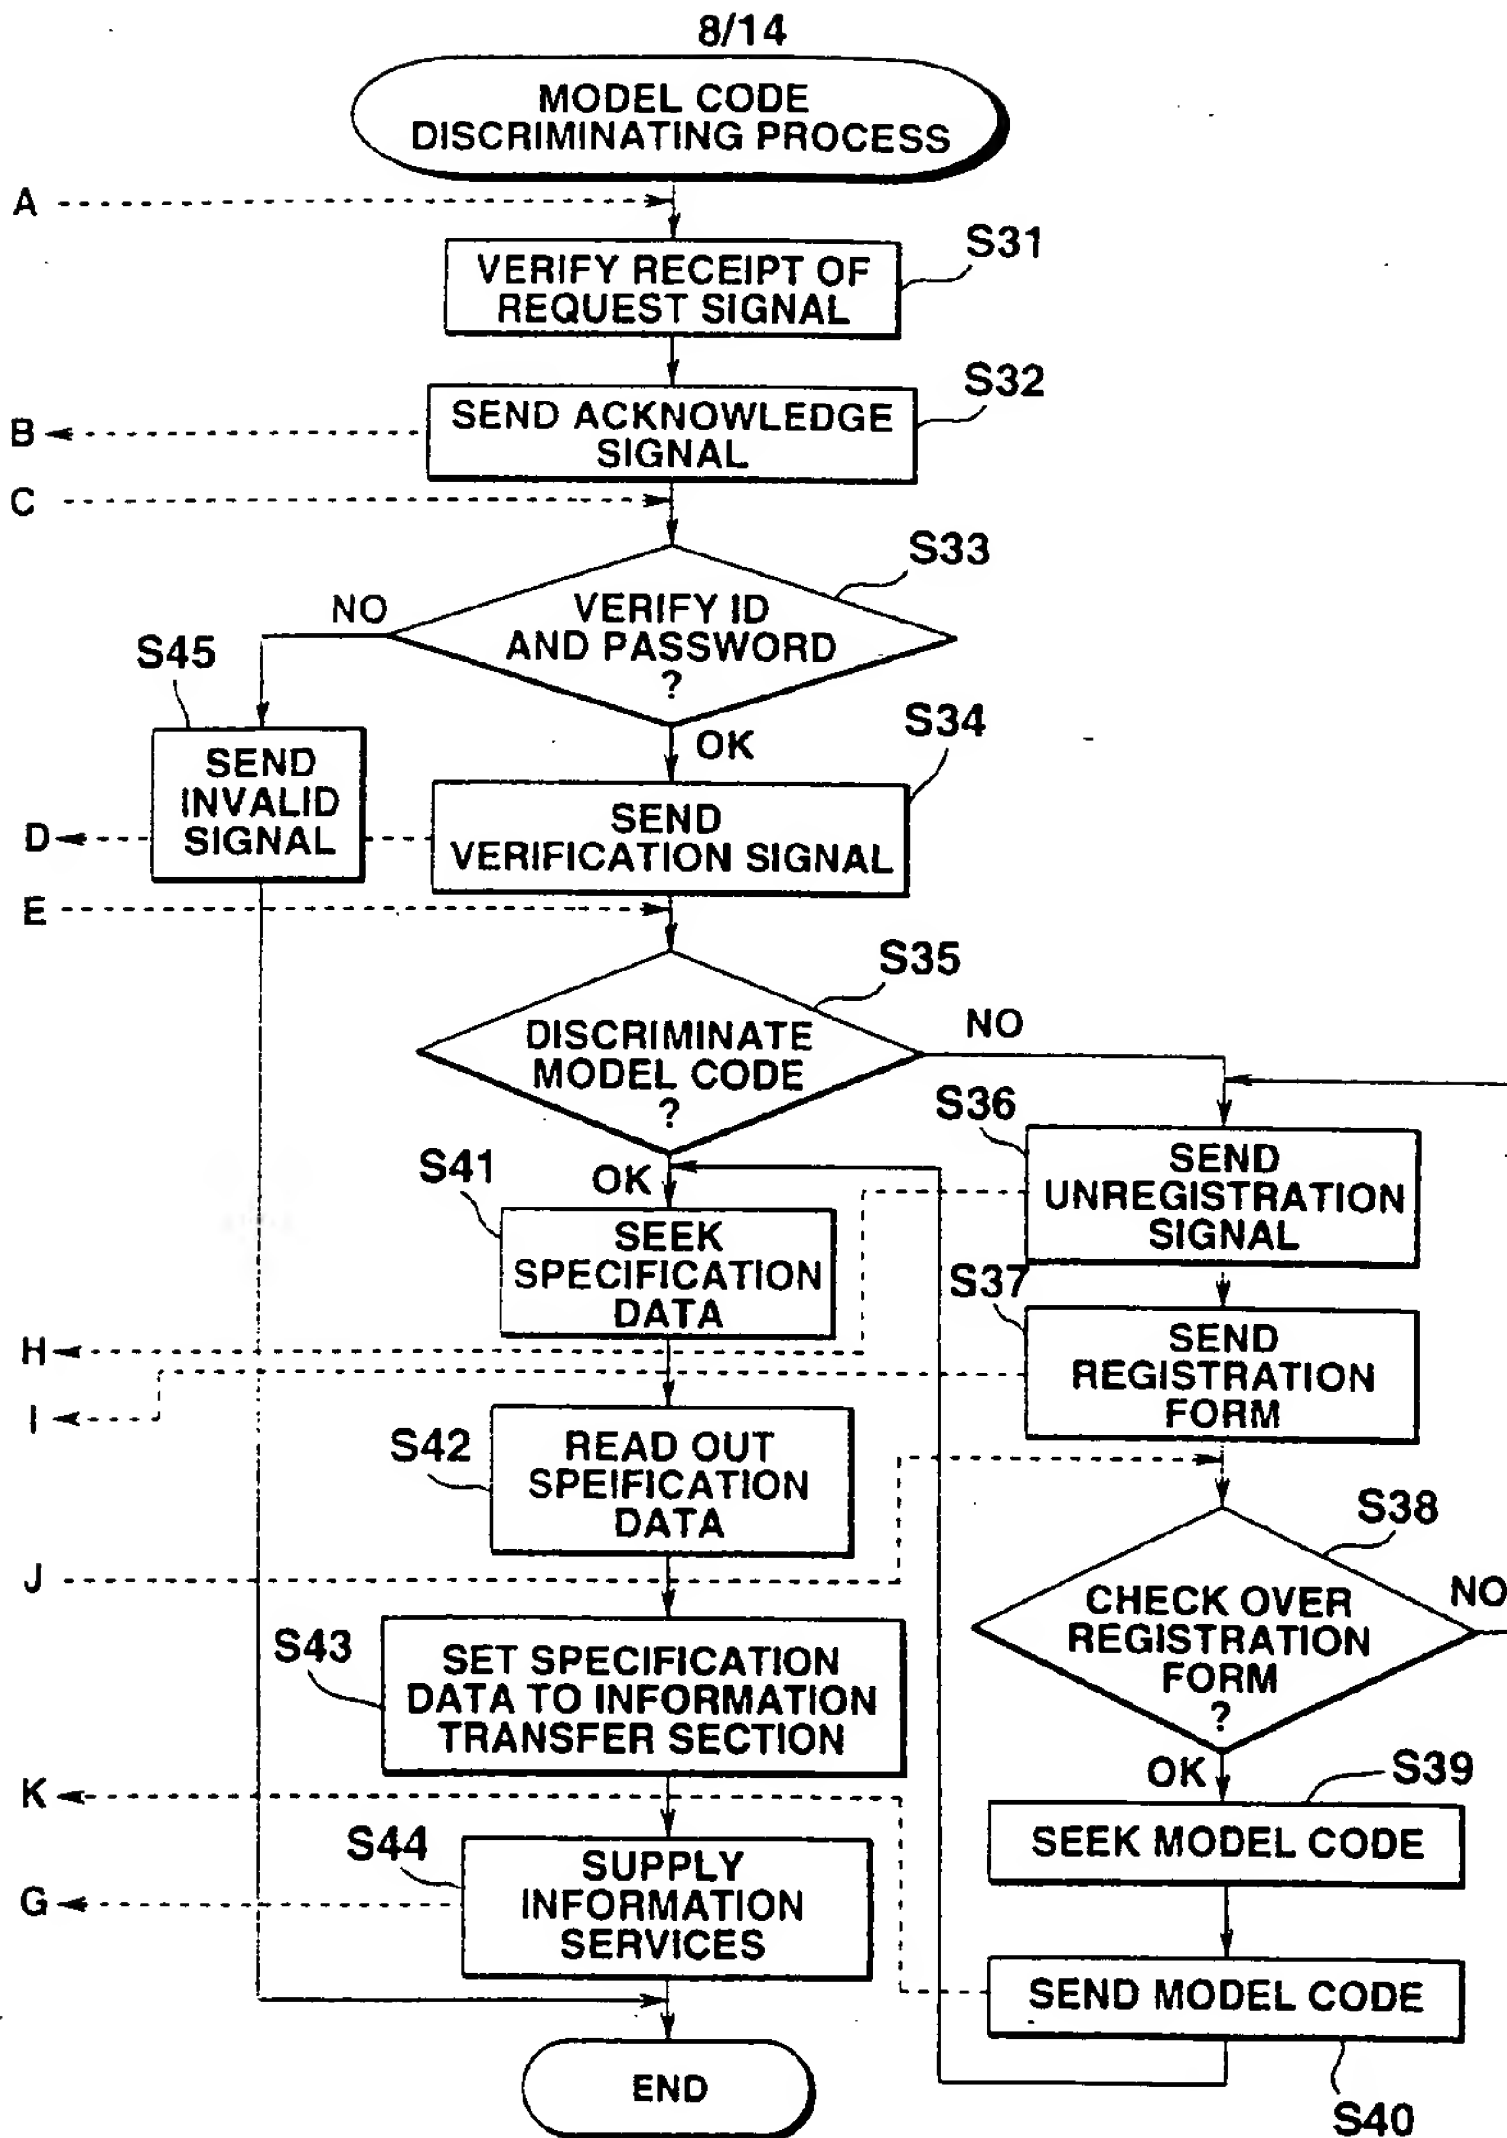 8/14
MODEL CODE
DISCRIMINATING PROCESS
A
S31
VERIFY RECEIPT OF
REQUEST SIGNAL
S32
SEND ACKNOWLEDGE
SIGNAL
B
C
S33
VERIFY ID
AND PASSWORD
?
NO
S45
SEND
INVALID
SIGNAL
OK
S34
SEND
VERIFICATION SIGNAL
D
E
S35
DISCRIMINATE
MODEL CODE
?
NO
S36
SEND
UNREGISTRATION
SIGNAL
OK
S41
SEEK
SPECIFICATION
DATA
S37
SEND
REGISTRATION
FORM
H
I
S42
READ OUT
SPEIFICATION
DATA
S38
CHECK OVER
REGISTRATION
FORM
?
NO
J
S43
SET SPECIFICATION
DATA TO INFORMATION
TRANSFER SECTION
OK
S39
SEEK MODEL CODE
K
S44
SUPPLY
INFORMATION
SERVICES
G
SEND MODEL CODE
S40
END